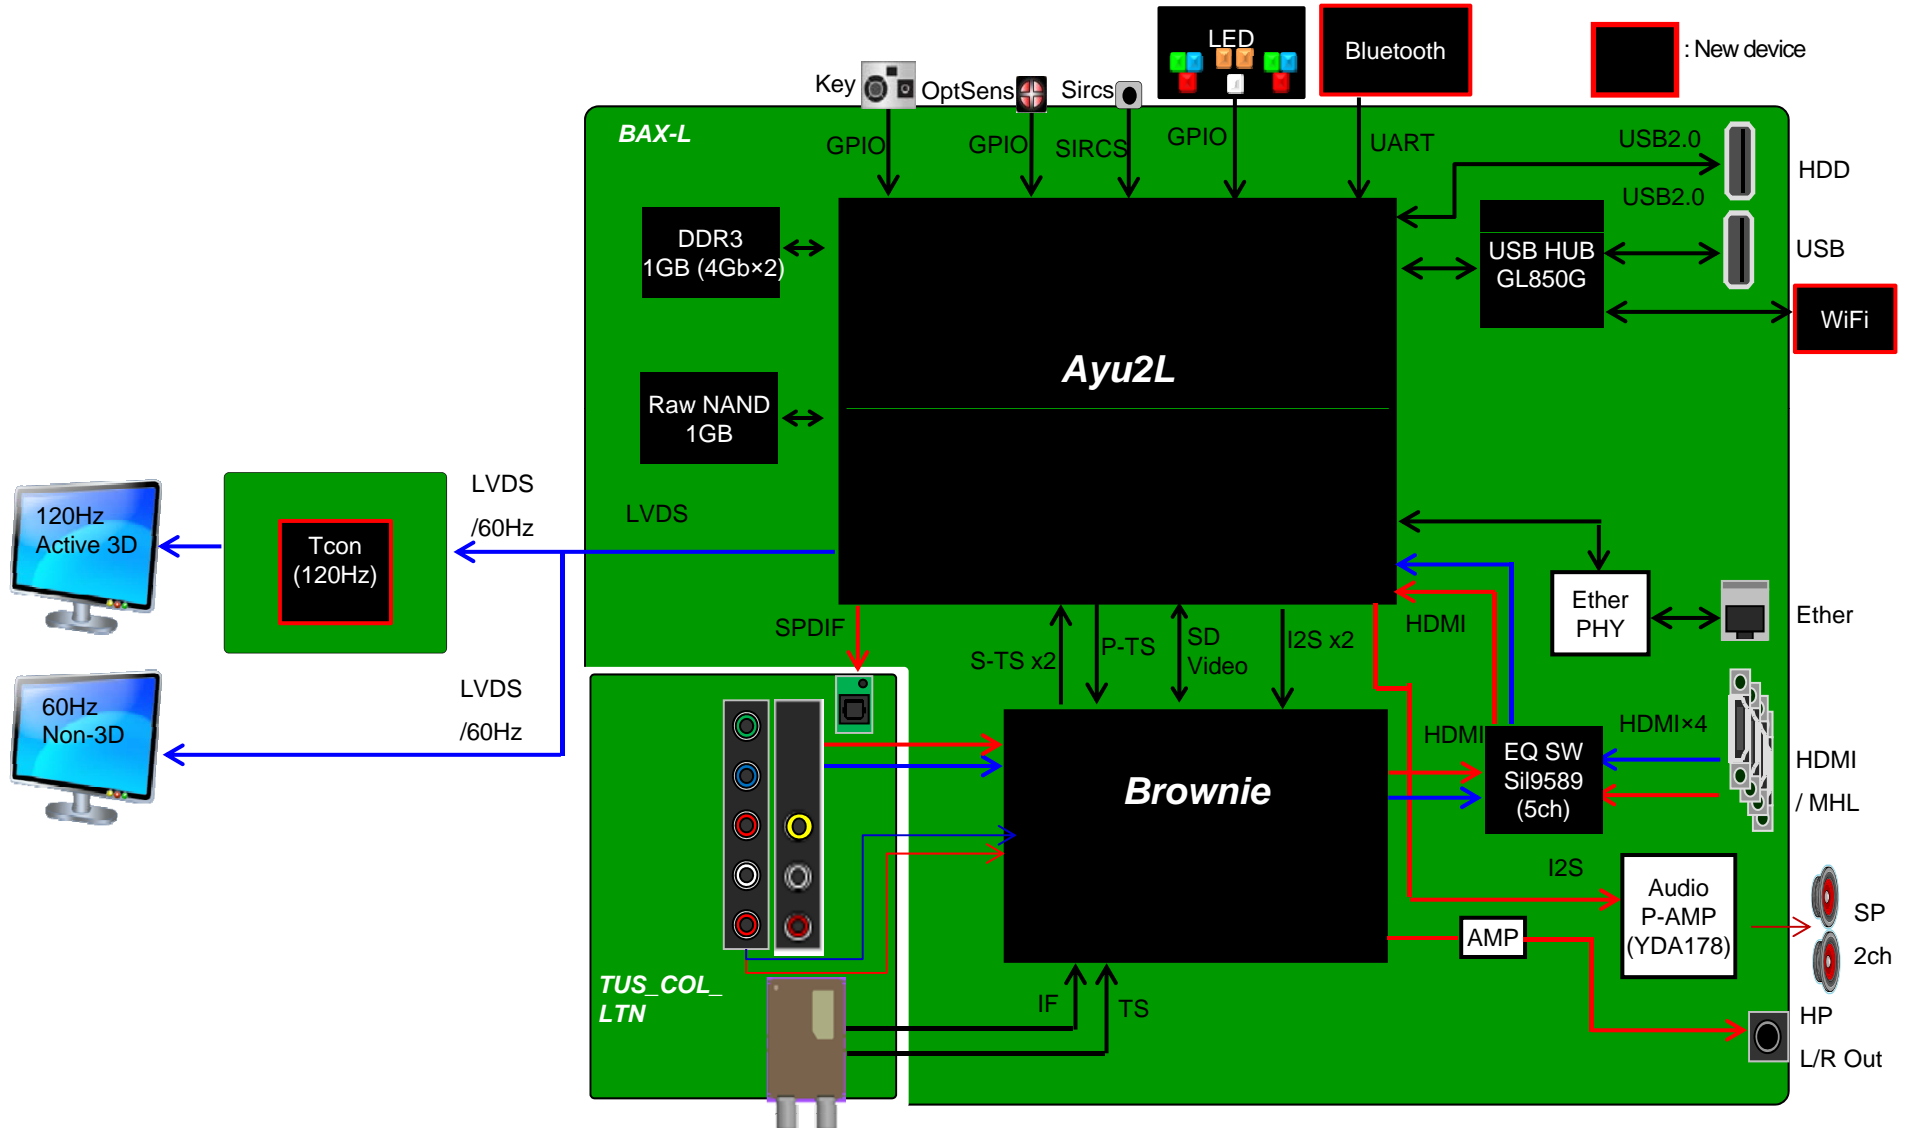 LED
Bluetooth
: New device
Key
OptSens
Sircs
BAX-L
GPIO
GPIO
SIRCS
GPIO
UART
USB2.0
HDD
USB2.0
DDR3
1GB (4Gb×2)
USB HUB
GL850G
USB
WiFi
Ayu2L
Raw NAND
1GB
LVDS
/60Hz
LVDS
120Hz
Active 3D
Tcon
(120Hz)
Ether
PHY
Ether
SPDIF
S-TS x2
P-TS
SD
Video
I2S x2
HDMI
LVDS
/60Hz
60Hz
Non-3D
HDMI
HDMI×4
EQ SW
SiI9589
(5ch)
HDMI
/ MHL
Brownie
I2S
Audio
P-AMP
(YDA178)
SP
2ch
AMP
TUS_COL_
LTN
IF
TS
HP
L/R Out